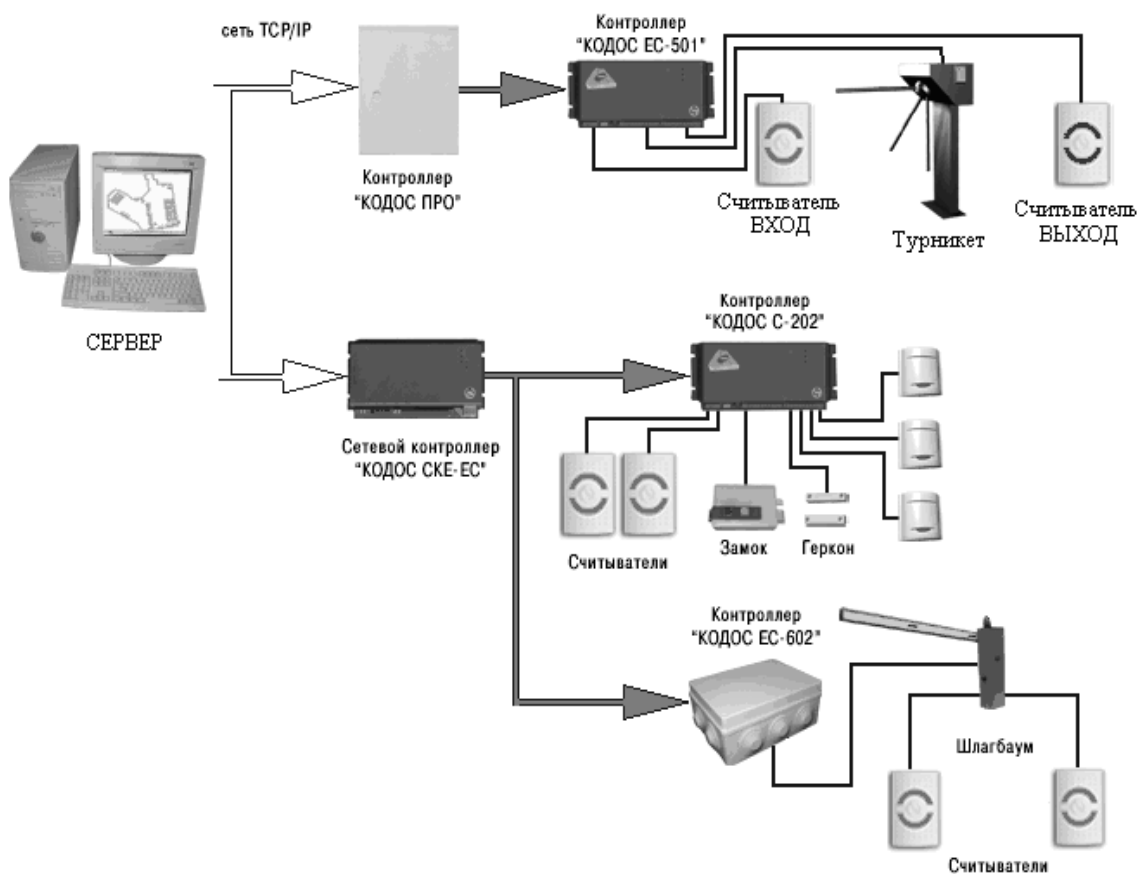 сеть TCP/IP
Контроллер
"КОДОС ЕС-501"
Контроллер
"КОДОС ПРО"
Считыватель
ВХОД
Турникет
Считыватель
ВЫХОД
СЕРВЕР
Контроллер
"КОДОС С-202"
Сетевой контроллер
"КОДОС СКЕ-ЕС"
Считыватели
Замок
Геркон
Контроллер
"КОДОС ЕС-602"
Шлагбаум
Считыватели